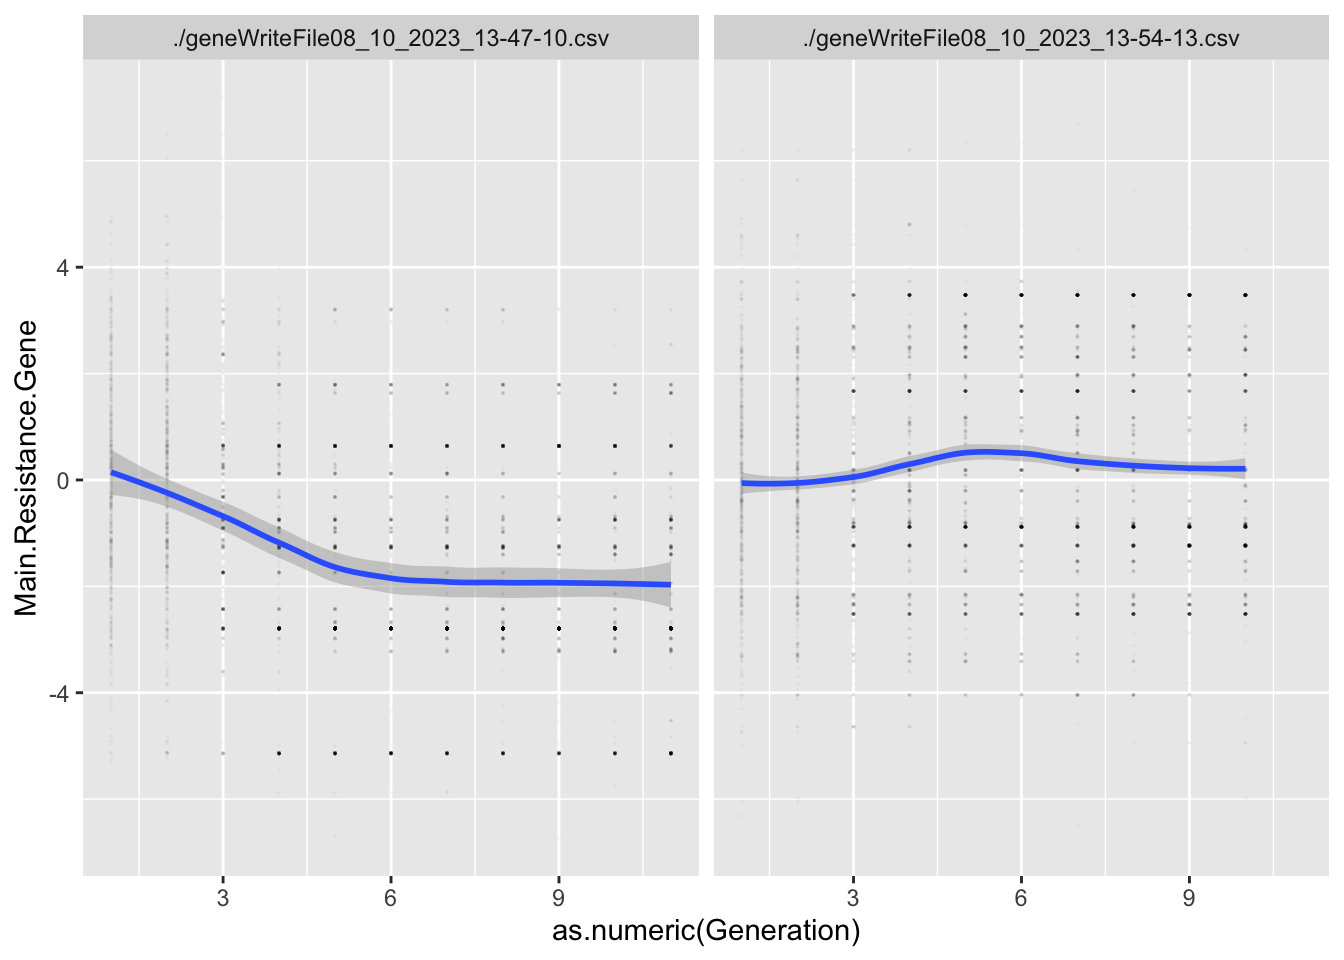 ./geneWriteFile08_10_2023_13-47-10.csv
./geneWriteFile08_10_2023_13-54-13.csv
Main.Resistance.Gene
4
0
-4
3 6 9
3 6 9
as.numeric(Generation)